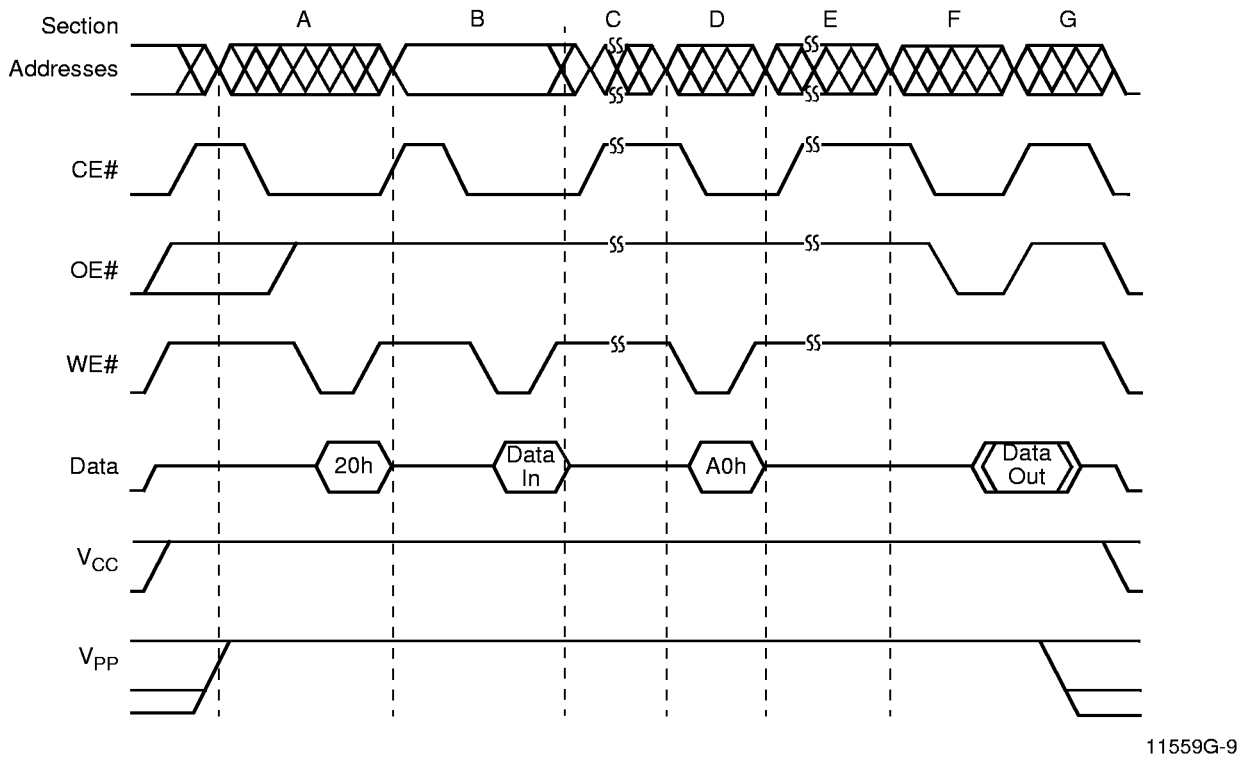 Section A B C D E F G
Addresses
CE#
OE#
WE#
Data 20h Data In A0h Data Out
VCC
VPP
11559G-9